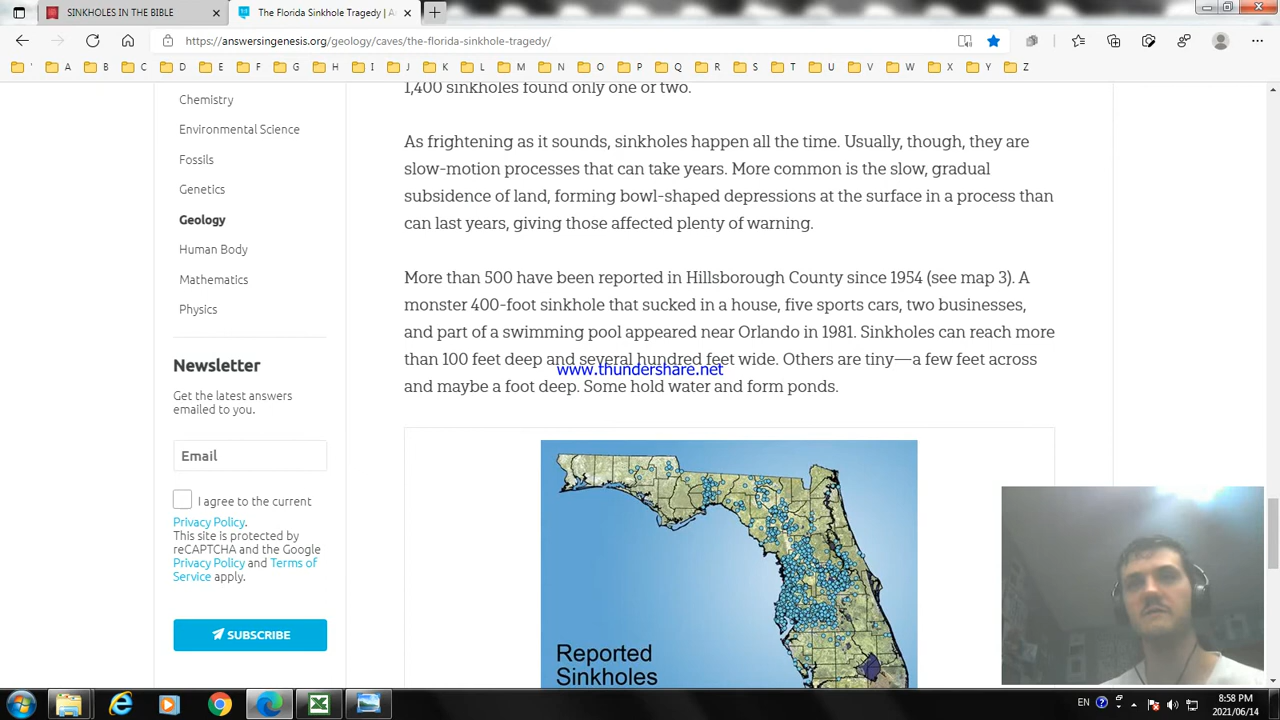 SINKHOLES IN THE BIBLE
The Florida Sinkhole Tragedy | A
https://answersingenesis.org/geology/caves/the-florida-sinkhole-tragedy/
' A B C D E F G H I J K L M N O P Q R S T U V W X Y Z
1,400 sinkholes found only one or two.
Chemistry
Environmental Science
Fossils
Genetics
Geology
Human Body
Mathematics
Physics
As frightening as it sounds, sinkholes happen all the time. Usually, though, they are
slow-motion processes that can take years. More common is the slow, gradual
subsidence of land, forming bowl-shaped depressions at the surface in a process than
can last years, giving those affected plenty of warning.
More than 500 have been reported in Hillsborough County since 1954 (see map 3). A
monster 400-foot sinkhole that sucked in a house, five sports cars, two businesses,
and part of a swimming pool appeared near Orlando in 1981. Sinkholes can reach more
than 100 feet deep and several hundred feet wide. Others are tiny—a few feet across
and maybe a foot deep. Some hold water and form ponds.
www.thundershare.net
Newsletter
Get the latest answers
emailed to you.
Email
I agree to the current
Privacy Policy.
This site is protected by
reCAPTCHA and the Google
Privacy Policy and Terms of
Service apply.
SUBSCRIBE
Reported
Sinkholes
EN
8:58 PM
2021/06/14